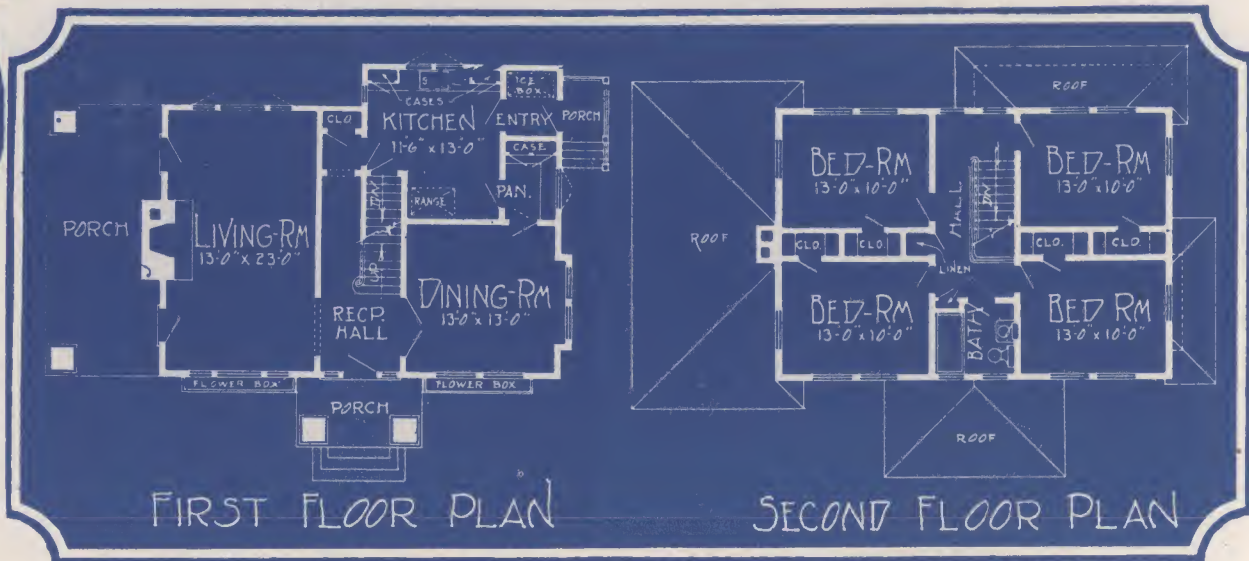 CLO.
CASES
S
ICE BOX
KITCHEN
11'-6" x 13'-0"
ENTRY
PORCH
CASE
PAN.
RANGE
DN
UP
PORCH
LIVING-RM
13'-0" x 23'-0"
DINING-RM
13'-0" x 13'-0"
RECP. HALL
FLOWER BOX
FLOWER BOX
PORCH
FIRST FLOOR PLAN
ROOF
BED-RM
13'-0" x 10'-0"
HALL
DN
BED-RM
13'-0" x 10'-0"
ROOF
CLO.
CLO.
LINEN
CLO.
CLO.
BED-RM
13'-0" x 10'-0"
BATH
BED RM
13'-0" x 10'-0"
ROOF
SECOND FLOOR PLAN